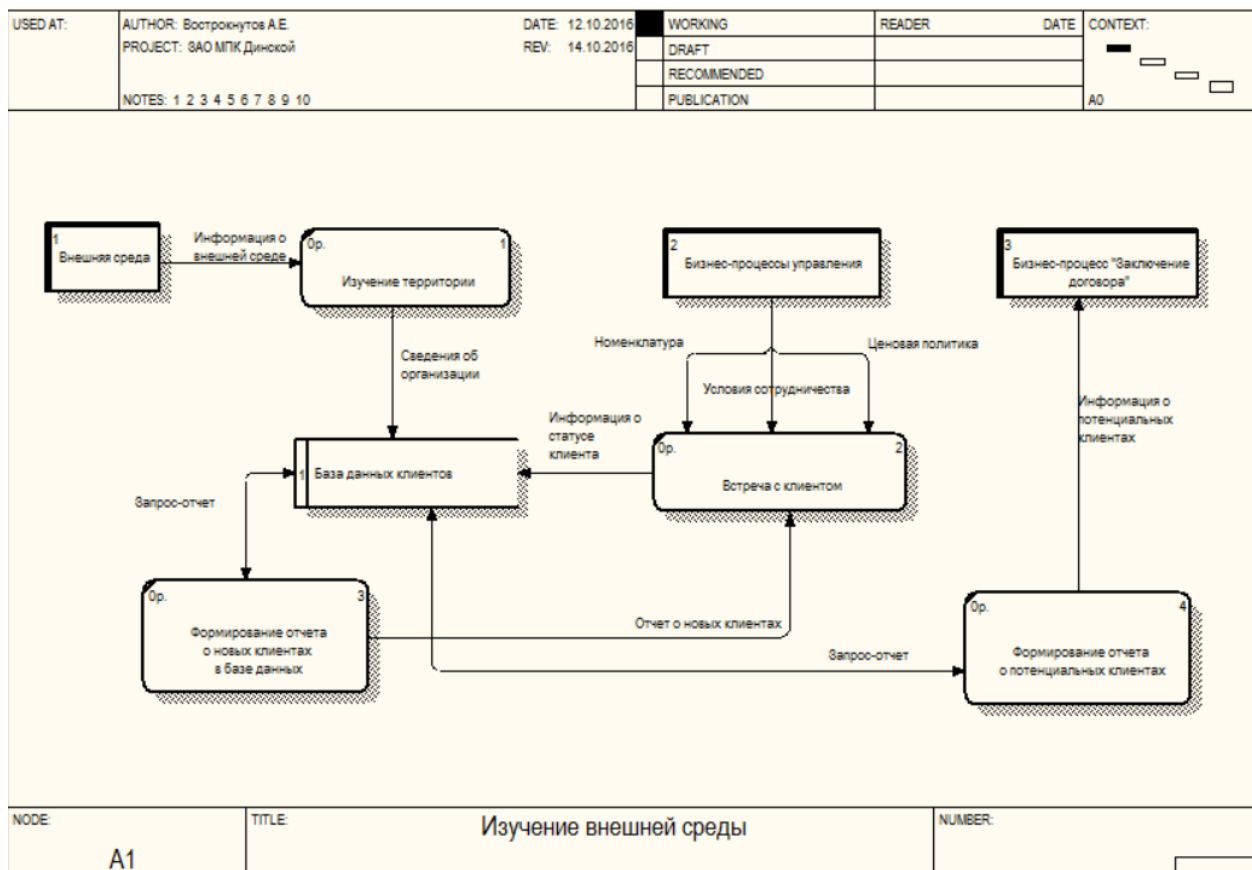 USED AT:
AUTHOR: Вострокнутов А.Е.
DATE: 12.10.2016
PROJECT: ЗАО МПК Динской
REV: 14.10.2016
NOTES: 1 2 3 4 5 6 7 8 9 10
WORKING
DRAFT
RECOMMENDED
PUBLICATION
READER
DATE
CONTEXT:
A0
1
Внешняя среда
Информация о
внешней среде
0р.
1
Изучение территории
2
Бизнес-процессы управления
3
Бизнес-процесс "Заключение
договора"
Сведения об
организации
Номенклатура
Ценовая политика
Условия сотрудничества
Информация о
потенциальных
клиентах
Информация о
статусе
клиента
1
База данных клиентов
0р.
2
Встреча с клиентом
Запрос-отчет
0р.
3
Формирование отчета
о новых клиентах
в базе данных
Отчет о новых клиентах
Запрос-отчет
0р.
4
Формирование отчета
о потенциальных клиентах
NODE:
A1
TITLE:
Изучение внешней среды
NUMBER: